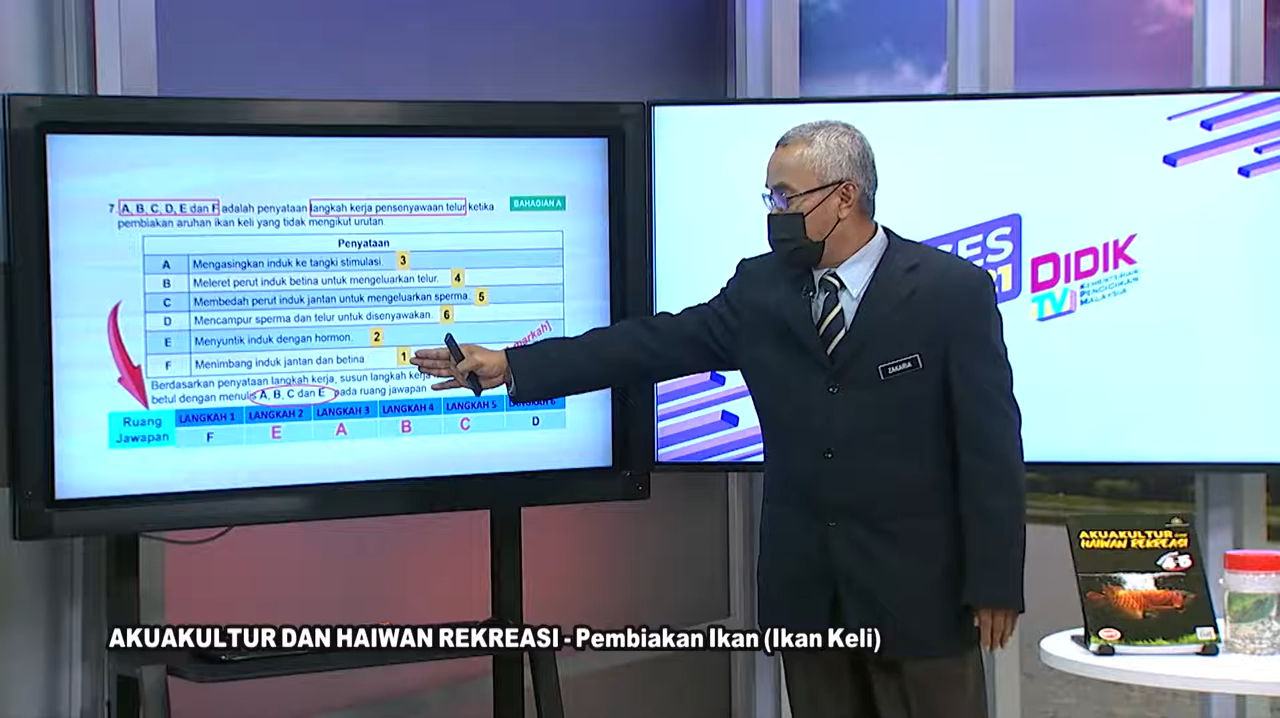 7. A, B, C, D, E dan F adalah penyataan langkah kerja pensenyawaan telur ketika
pembiakan aruhan ikan keli yang tidak mengikut urutan.
BAHAGIAN A
Penyataan
A Mengasingkan induk ke tangki stimulasi. 3
B Meleret perut induk betina untuk mengeluarkan telur. 4
C Membedah perut induk jantan untuk mengeluarkan sperma. 5
D Mencampur sperma dan telur untuk disenyawakan. 6
E Menyuntik induk dengan hormon. 2
F Menimbang induk jantan dan betina. 1
markah]
Berdasarkan penyataan langkah kerja, susun langkah
betul dengan menulis A, B, C dan E pada ruang jawapan
Ruang Jawapan
LANGKAH 1 LANGKAH 2 LANGKAH 3 LANGKAH 4 LANGKAH 5
F E A B C D
DIDIK
TV
KEMENTERIAN
PENDIDIKAN
MALAYSIA
ZAKARIA
AKUAKULTUR
HAIWAN REKREASI
AKUAKULTUR DAN HAIWAN REKREASI - Pembiakan Ikan (Ikan Keli)